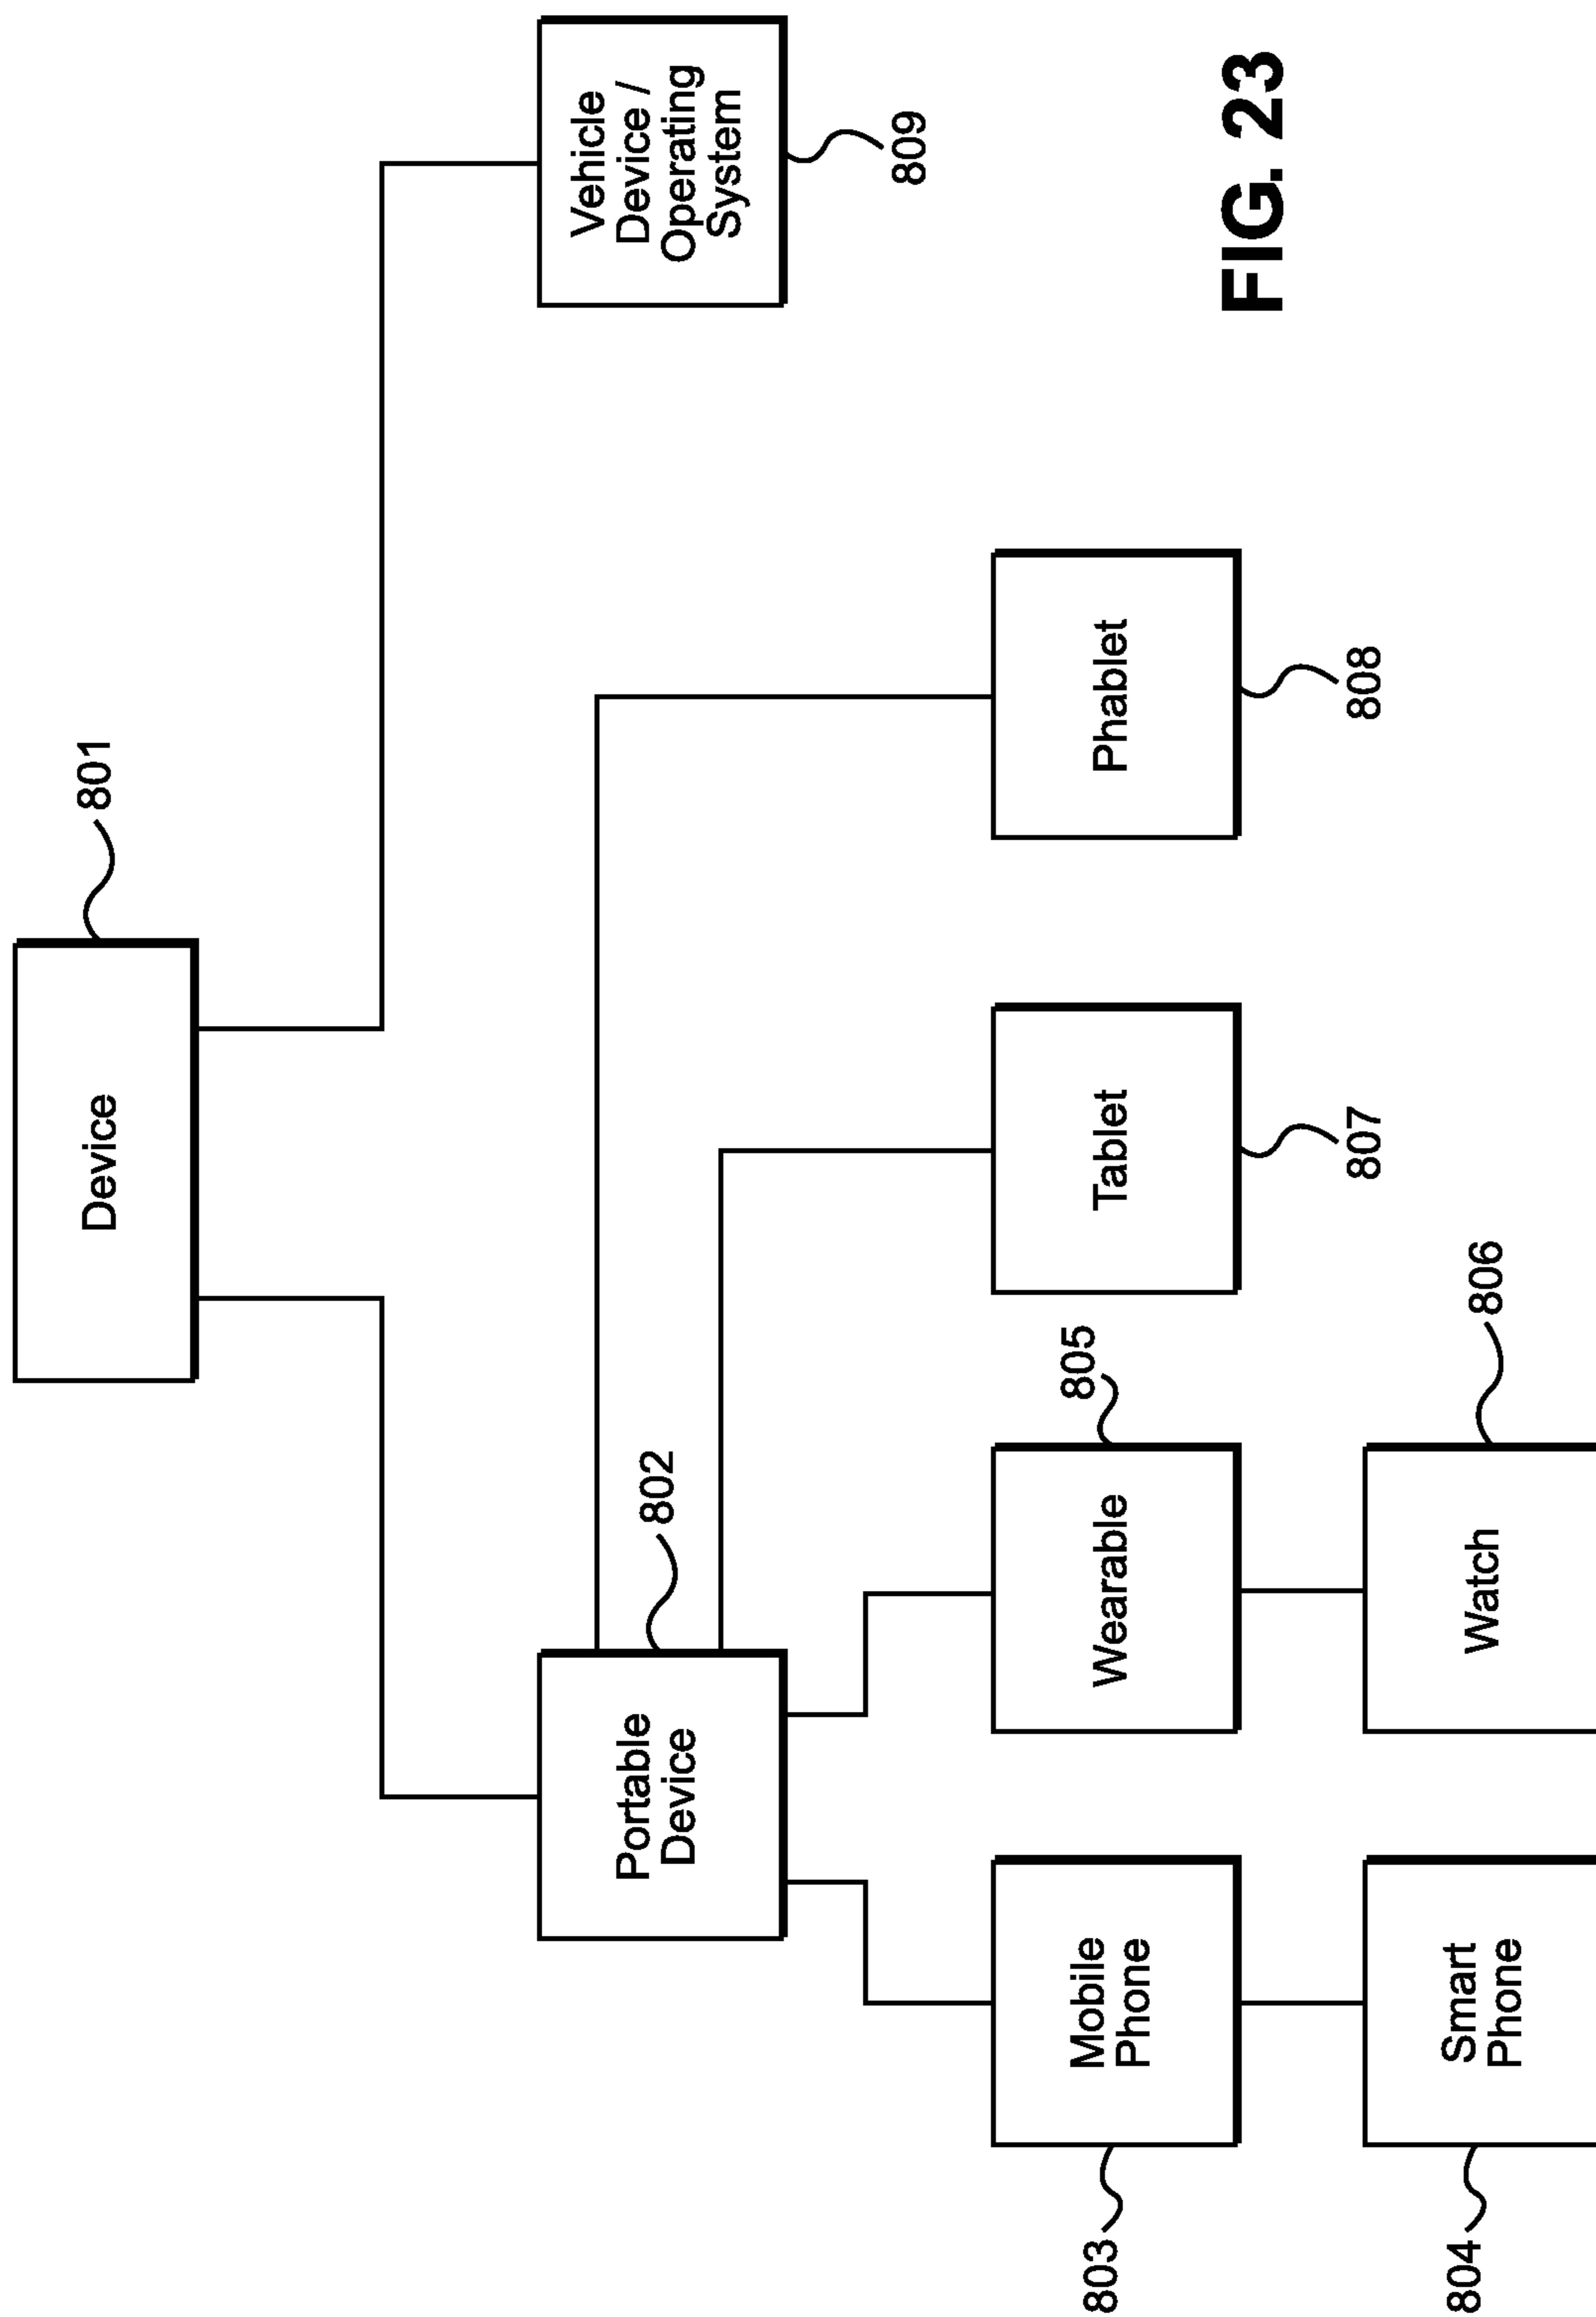 Device
801
Portable
Device
802
Vehicle
Device /
Operating
System
809
Mobile
Phone
803
Wearable
805
Tablet
807
Phablet
808
Smart
Phone
804
Watch
806
FIG. 23